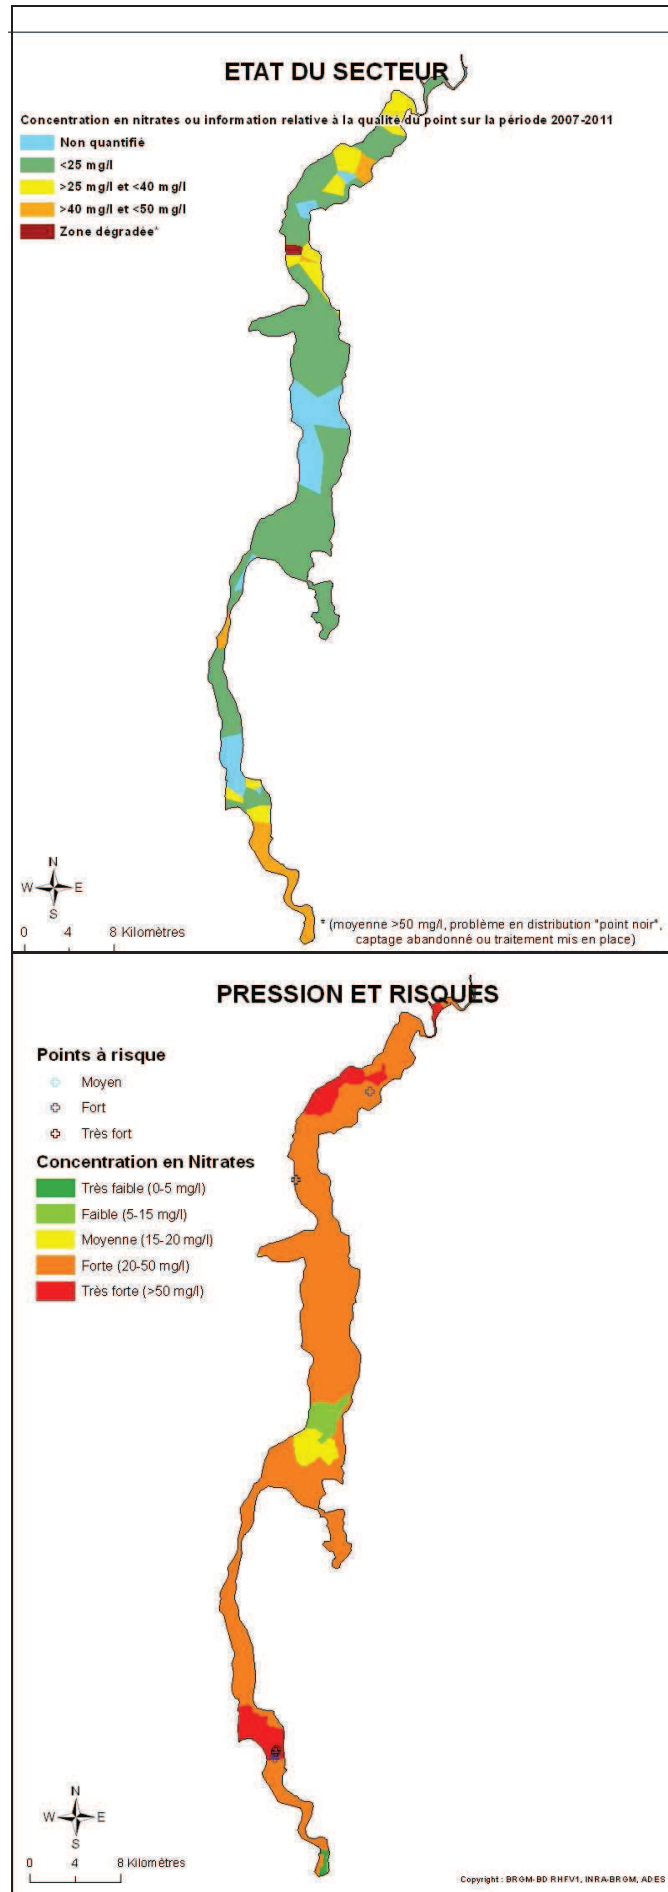 ETAT DU SECTEUR
Concentration en nitrates ou information relative à la qualité du point sur la période 2007-2011
Non quantifié
<25 mg/l
>25 mg/l et <40 mg/l
>40 mg/l et <50 mg/l
Zone dégradée*
N
W E
S
0 4 8 Kilomètres
* (moyenne >50 mg/l, problème en distribution "point noir",
captage abandonné ou traitement mis en place)
PRESSION ET RISQUES
Points à risque
Moyen
Fort
Très fort
Concentration en Nitrates
Très faible (0-5 mg/l)
Faible (5-15 mg/l)
Moyenne (15-20 mg/l)
Forte (20-50 mg/l)
Très forte (>50 mg/l)
N
W E
S
0 4 8 Kilomètres
Copyright : BRGM-BD RHFV1, INRA-BRGM, ADES